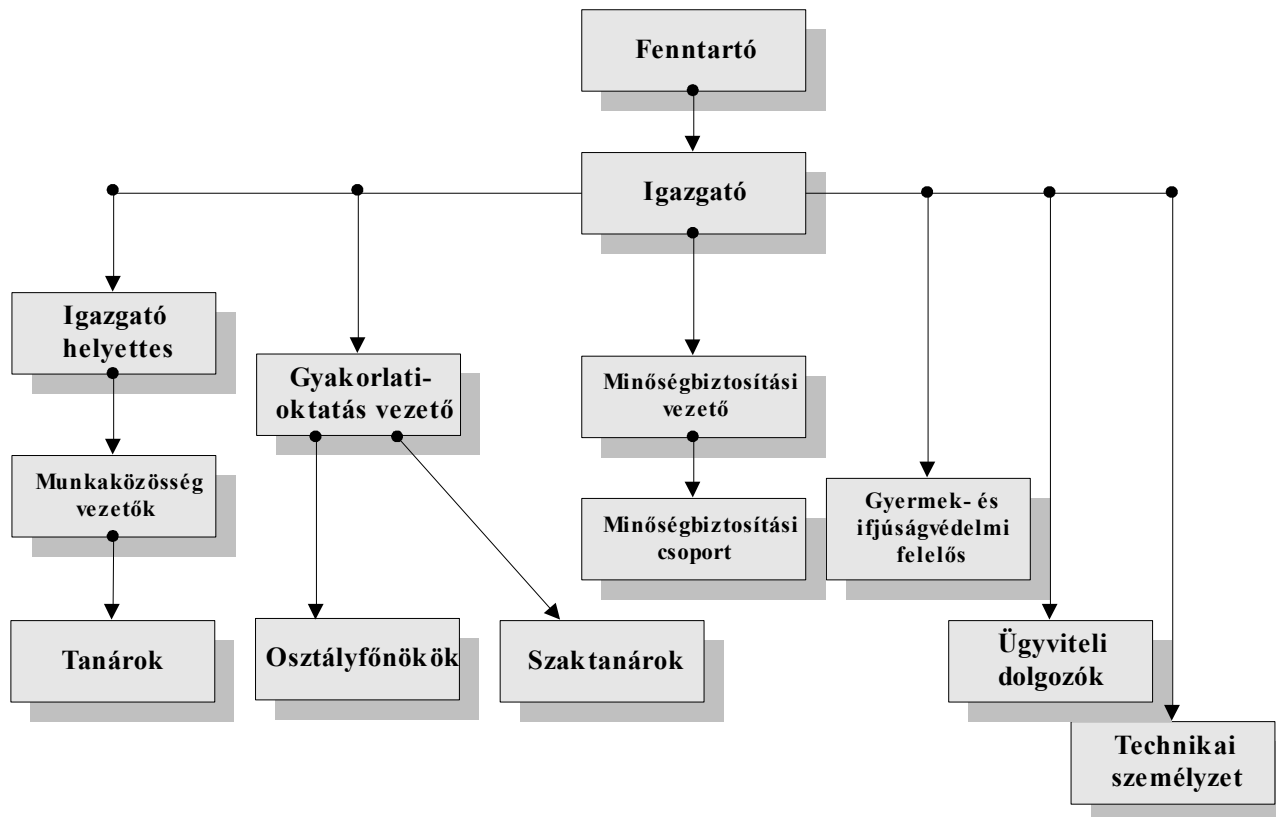 Fenntartó
Igazgató
Igazgató
helyettes
Gyakorlati-
oktatás vezető
Minőségbiztosítási
vezető
Munkaközösség
vezetők
Minőségbiztosítási
csoport
Gyermek- és
ifjúságvédelmi
felelős
Tanárok
Osztályfőnökök
Szaktanárok
Ügyviteli
dolgozók
Technikai
személyzet